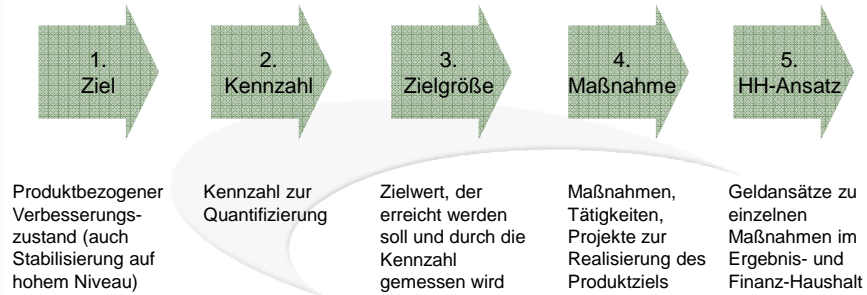 1.
Ziel
2.
Kennzahl
3.
Zielgröße
4.
Maßnahme
5.
HH-Ansatz
Produktbezogener
Verbesserungs-
zustand (auch
Stabilisierung auf
hohem Niveau)
Kennzahl zur
Quantifizierung
Zielwert, der
erreicht werden
soll und durch die
Kennzahl
gemessen wird
Maßnahmen,
Tätigkeiten,
Projekte zur
Realisierung des
Produktziels
Geldansätze zu
einzelnen
Maßnahmen im
Ergebnis- und
Finanz-Haushalt